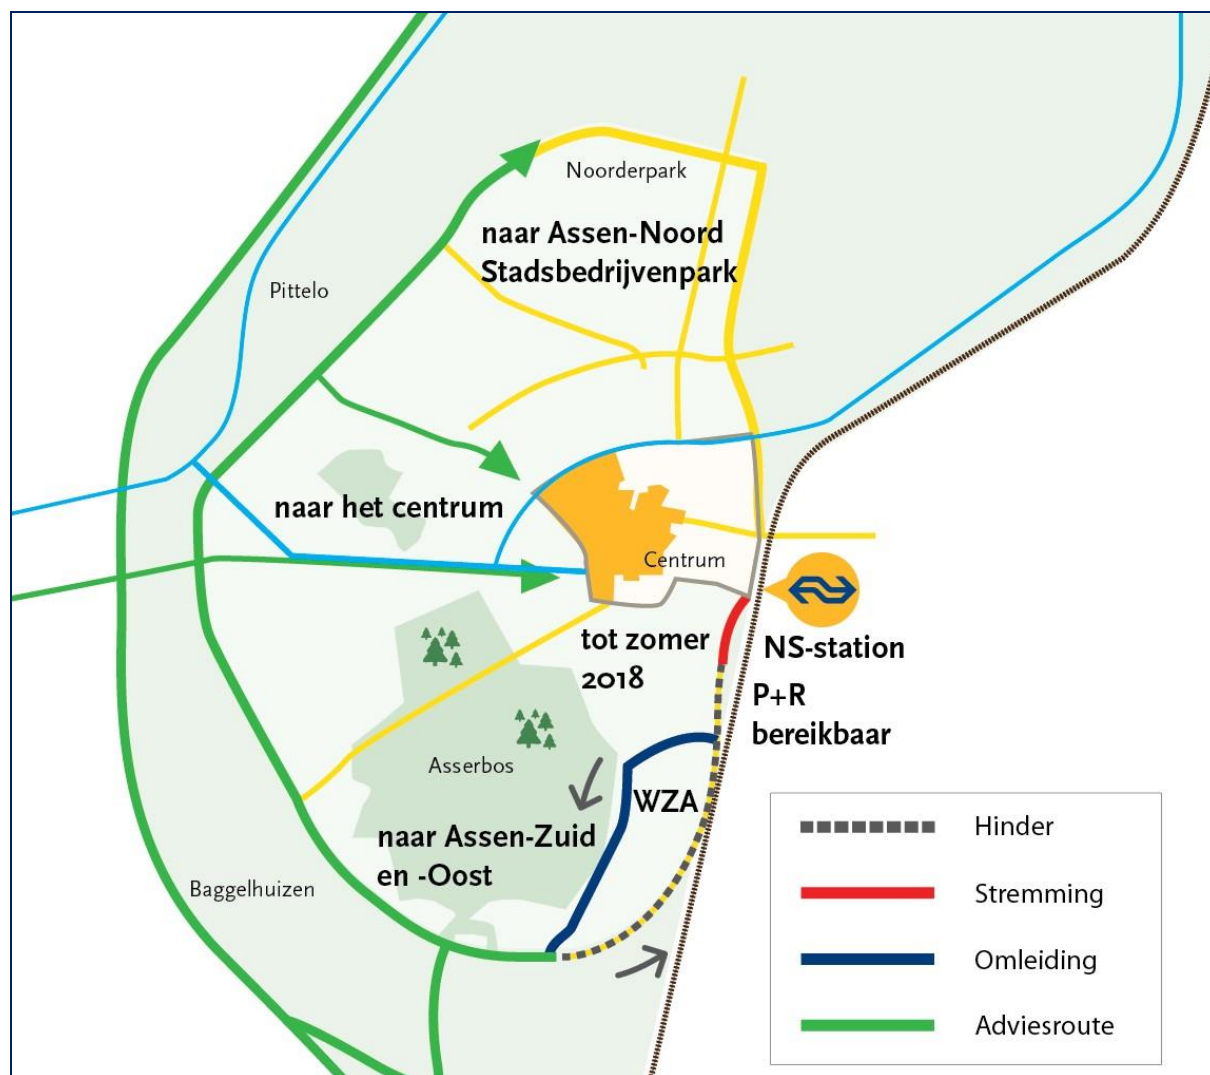 Noorderpark
naar Assen-Noord
Stadsbedrijvenpark
Pittelo
naar het centrum
Centrum
tot zomer
2018
NS-station
P+R
bereikbaar
Asserbos
WZA
naar Assen-Zuid
en -Oost
Baggelhuizen
Hinder
Stremming
Omleiding
Adviesroute